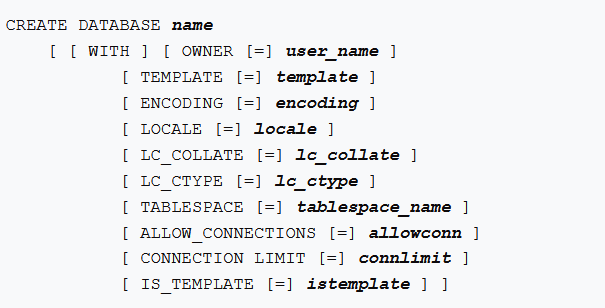 CREATE DATABASE name
[ [ WITH ] [ OWNER [=] user_name ]
[ TEMPLATE [=] template ]
[ ENCODING [=] encoding ]
[ LOCALE [=] locale ]
[ LC_COLLATE [=] lc_collate ]
[ LC_CTYPE [=] lc_ctype ]
[ TABLESPACE [=] tablespace_name ]
[ ALLOW_CONNECTIONS [=] allowconn ]
[ CONNECTION LIMIT [=] connlimit ]
[ IS_TEMPLATE [=] istemplate ] ]